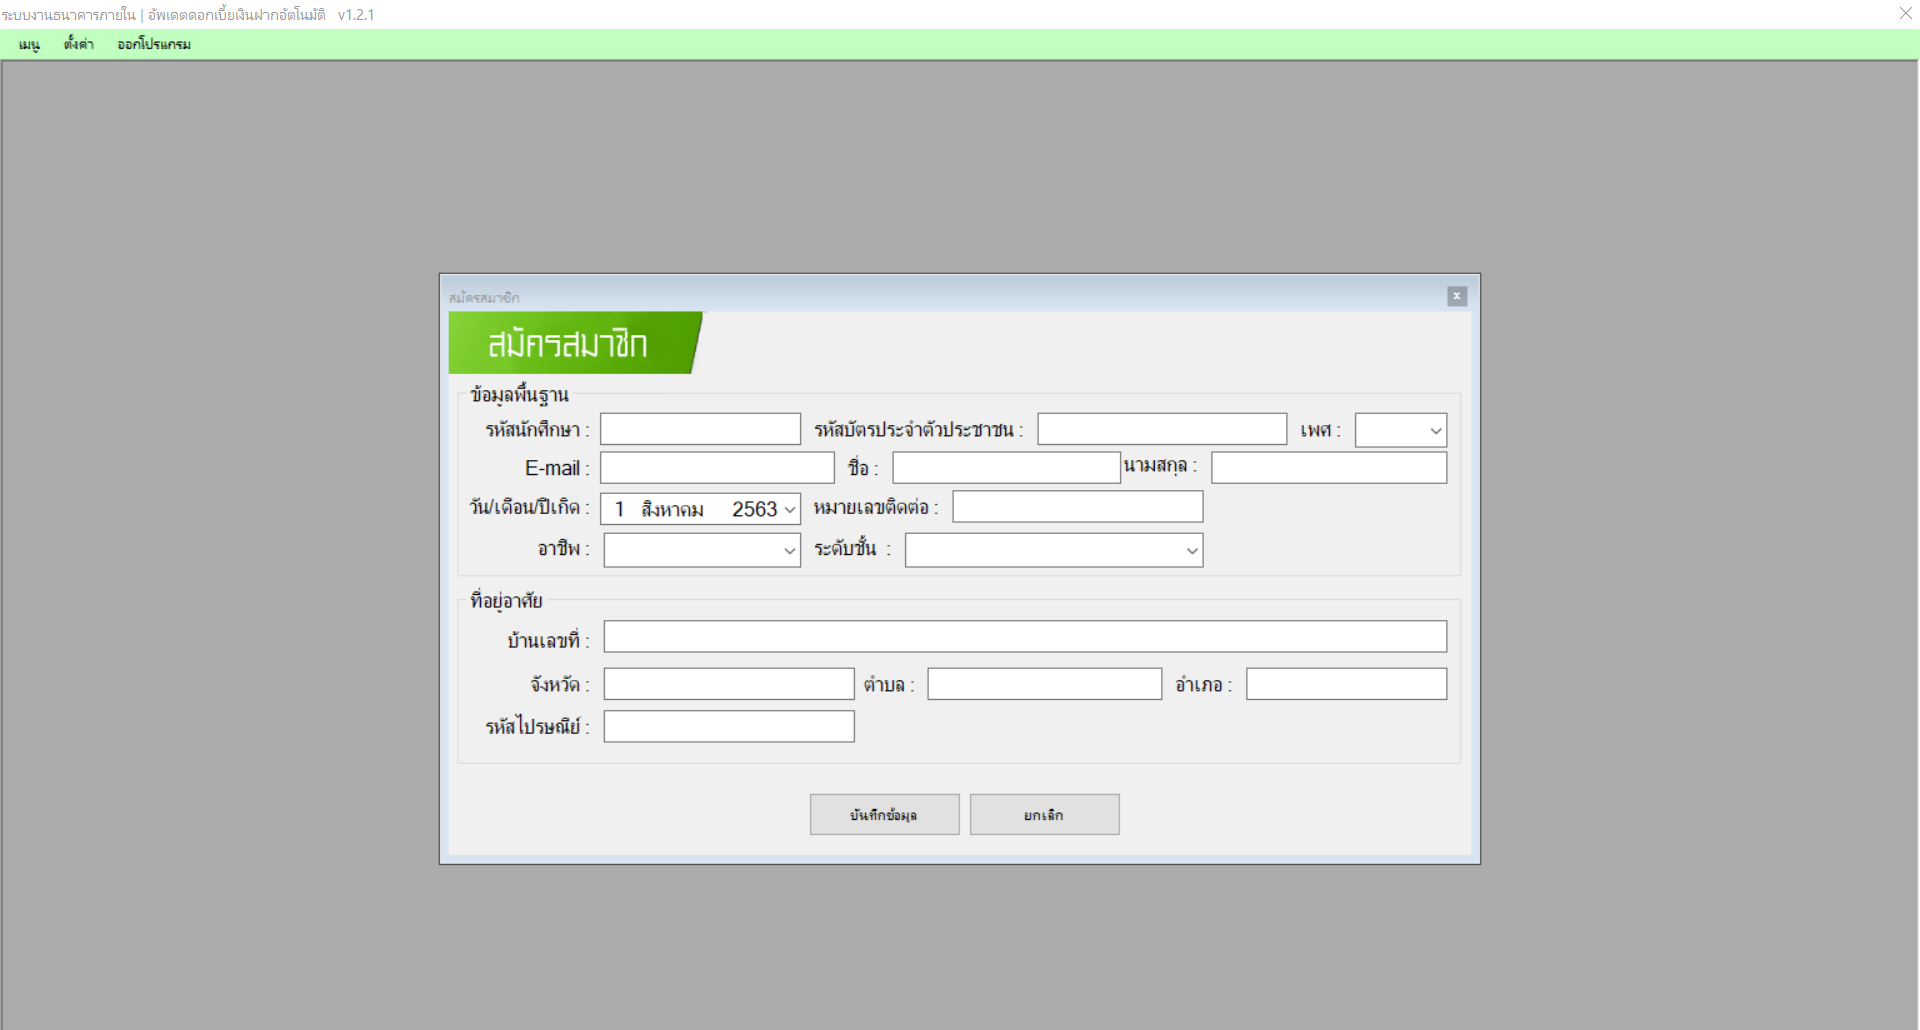 ระบบงานธนาคารภายใน | อัพเดตดอกเบี้ยเงินฝากอัตโนมัติ v1.2.1
เมนู ตั้งค่า ออกโปรแกรม
สมัครสมาชิก
สมัครสมาชิก
ข้อมูลพื้นฐาน
รหัสนักศึกษา : รหัสบัตรประจำตัวประชาชน : เพศ :
E-mail : ชื่อ : นามสกุล :
วัน/เดือน/ปีเกิด : 1 สิงหาคม 2563 หมายเลขติดต่อ :
อาชีพ : ระดับชั้น :
ที่อยู่อาศัย
บ้านเลขที่ :
จังหวัด : ตำบล : อำเภอ :
รหัสไปรษณีย์ :
บันทึกข้อมูล ยกเลิก